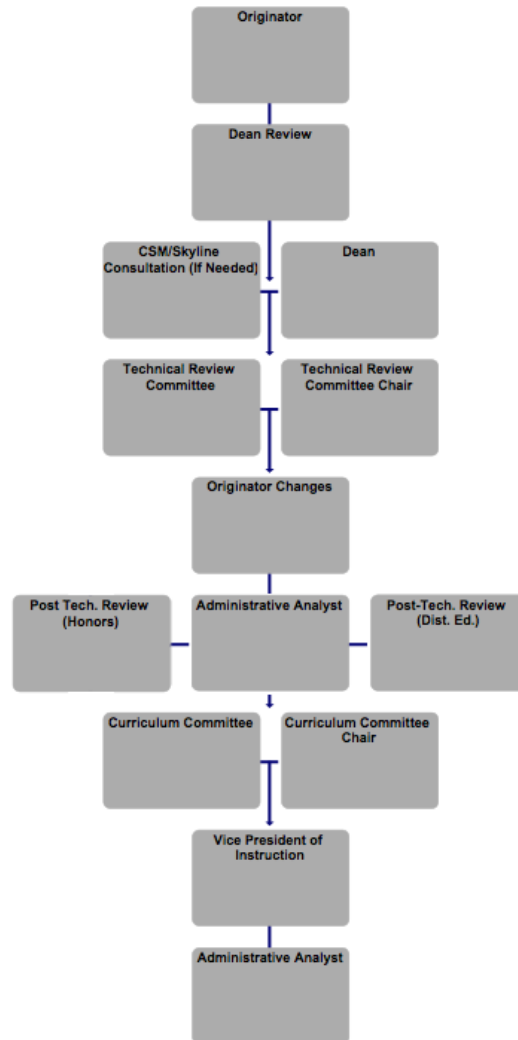 Originator
Dean Review
CSM/Skyline
Consultation (If Needed)
Dean
Technical Review
Committee
Technical Review
Committee Chair
Originator Changes
Post Tech. Review
(Honors)
Administrative Analyst
Post-Tech. Review
(Dist. Ed.)
Curriculum Committee
Curriculum Committee
Chair
Vice President of
Instruction
Administrative Analyst